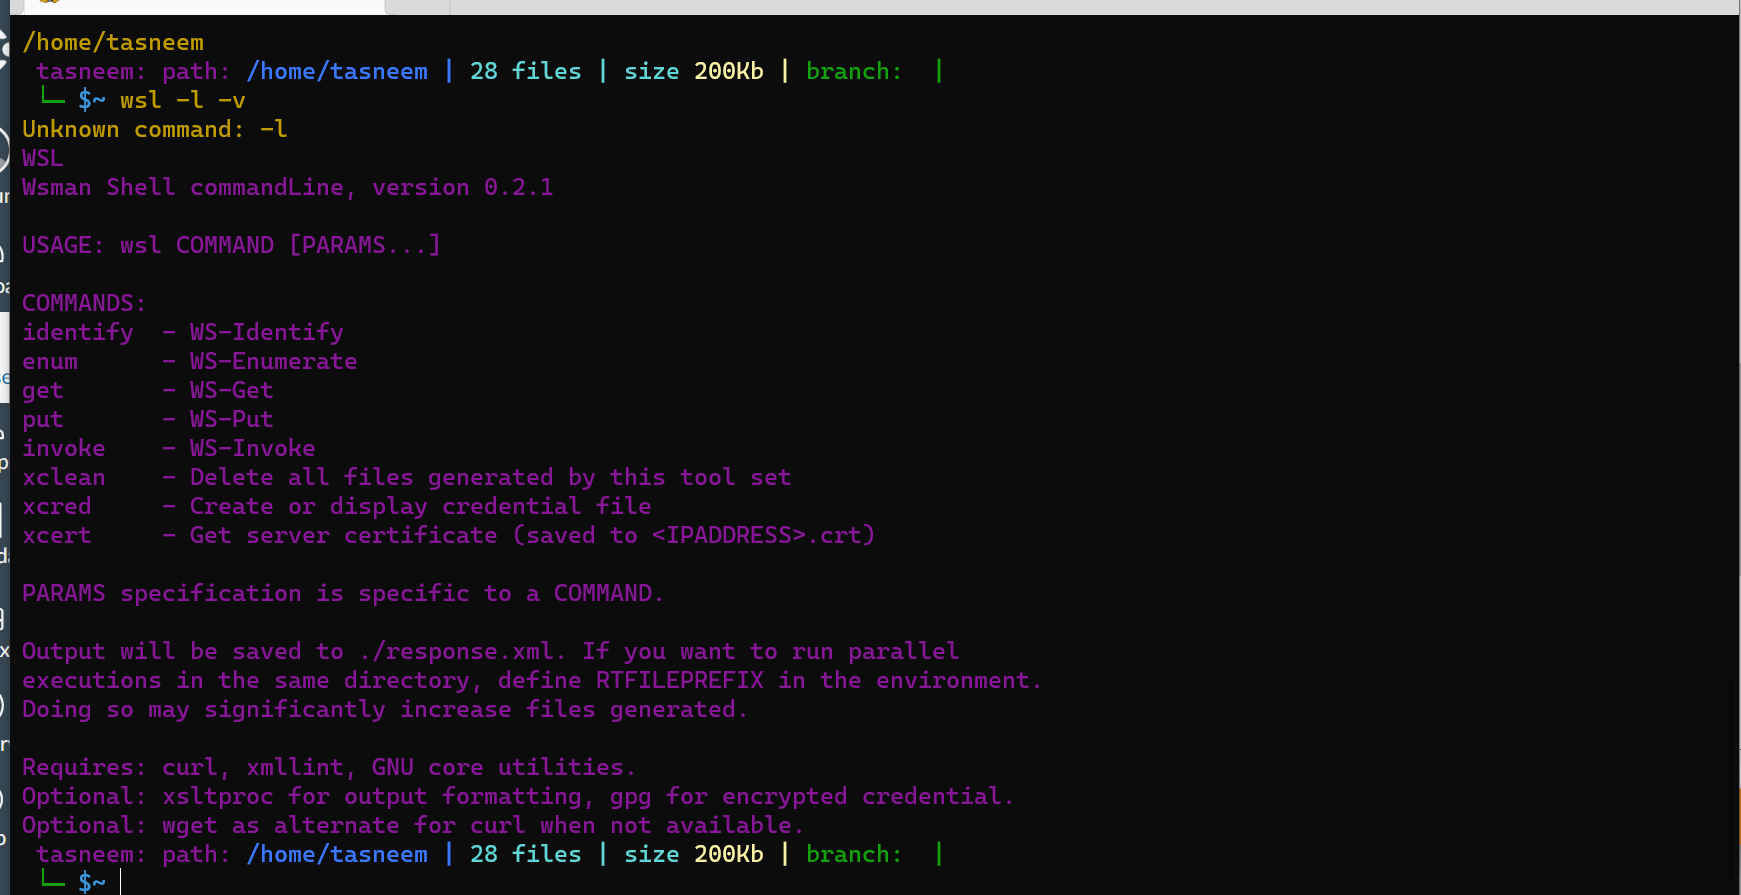 /home/tasneem
tasneem: path: /home/tasneem | 28 files | size 200Kb | branch:  |
└─ $~ wsl -l -v
Unknown command: -l
WSL
Wsman Shell commandLine, version 0.2.1
USAGE: wsl COMMAND [PARAMS...]
COMMANDS:
identify  - WS-Identify
enum      - WS-Enumerate
get       - WS-Get
put       - WS-Put
invoke    - WS-Invoke
xclean    - Delete all files generated by this tool set
xcred     - Create or display credential file
xcert     - Get server certificate (saved to <IPADDRESS>.crt)
PARAMS specification is specific to a COMMAND.
Output will be saved to ./response.xml. If you want to run parallel
executions in the same directory, define RTFILEPREFIX in the environment.
Doing so may significantly increase files generated.
Requires: curl, xmllint, GNU core utilities.
Optional: xsltproc for output formatting, gpg for encrypted credential.
Optional: wget as alternate for curl when not available.
tasneem: path: /home/tasneem | 28 files | size 200Kb | branch:  |
└─ $~